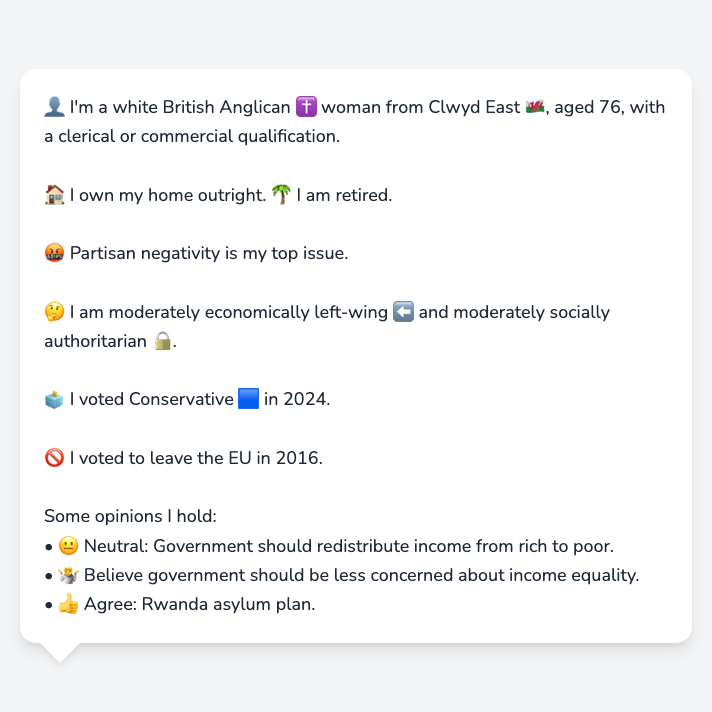 👤 I'm a white British Anglican ✝️ woman from Clwyd East 🏴󠁧󠁢󠁷󠁬󠁳󠁿, aged 76, with
a clerical or commercial qualification.
🏠 I own my home outright. 🌴 I am retired.
🤬 Partisan negativity is my top issue.
🤔 I am moderately economically left-wing ⬅️ and moderately socially
authoritarian 🔒.
🗳️ I voted Conservative 🟦 in 2024.
🚫 I voted to leave the EU in 2016.
Some opinions I hold:
• 😐 Neutral: Government should redistribute income from rich to poor.
• 🤷 Believe government should be less concerned about income equality.
• 👍 Agree: Rwanda asylum plan.